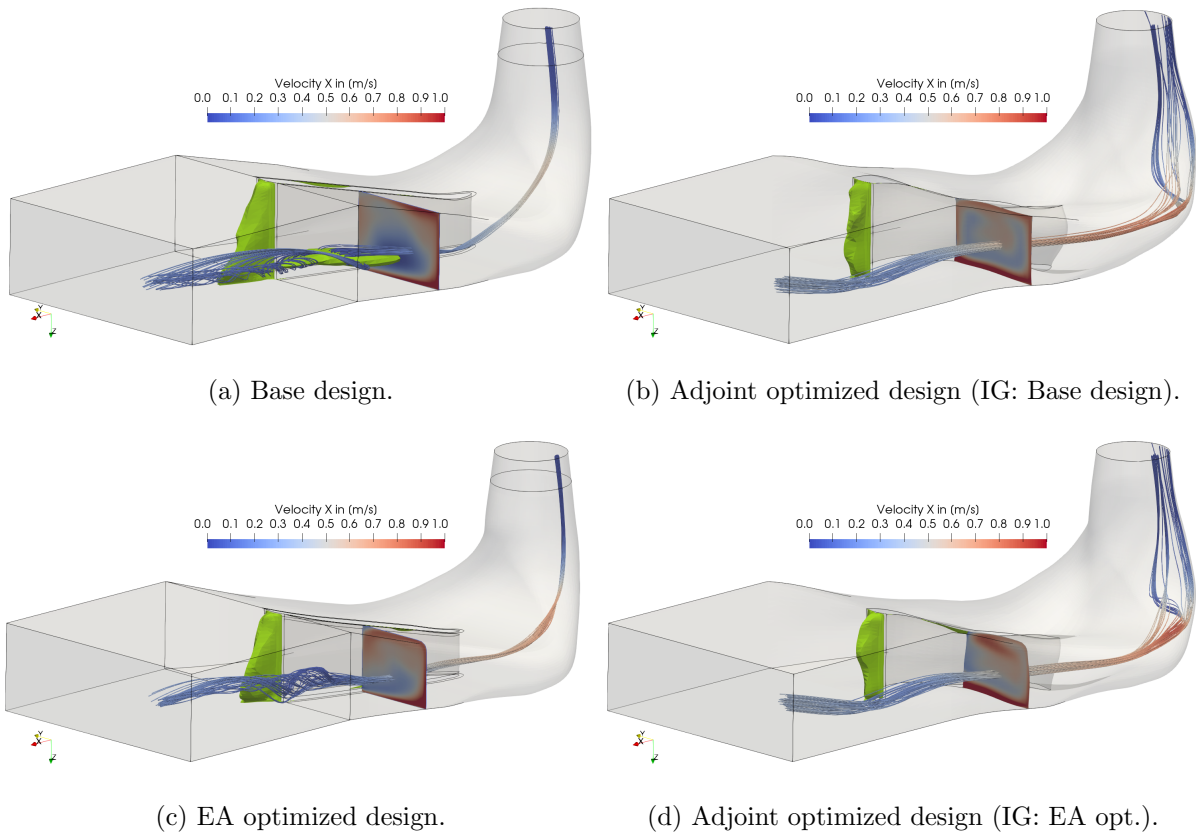 Velocity X in [m/s]
0.0 0.1 0.2 0.3 0.4 0.5 0.6 0.7 0.8 0.9 1.0
Y
X
Z
Velocity X in [m/s]
0.0 0.1 0.2 0.3 0.4 0.5 0.6 0.7 0.8 0.9 1.0
Y
X
Z
(a) Base design.
(b) Adjoint optimized design (IG: Base design).
Velocity X in [m/s]
0.0 0.1 0.2 0.3 0.4 0.5 0.6 0.7 0.8 0.9 1.0
Y
X
Z
Velocity X in [m/s]
0.0 0.1 0.2 0.3 0.4 0.5 0.6 0.7 0.8 0.9 1.0
Y
X
Z
(c) EA optimized design.
(d) Adjoint optimized design (IG: EA opt.).